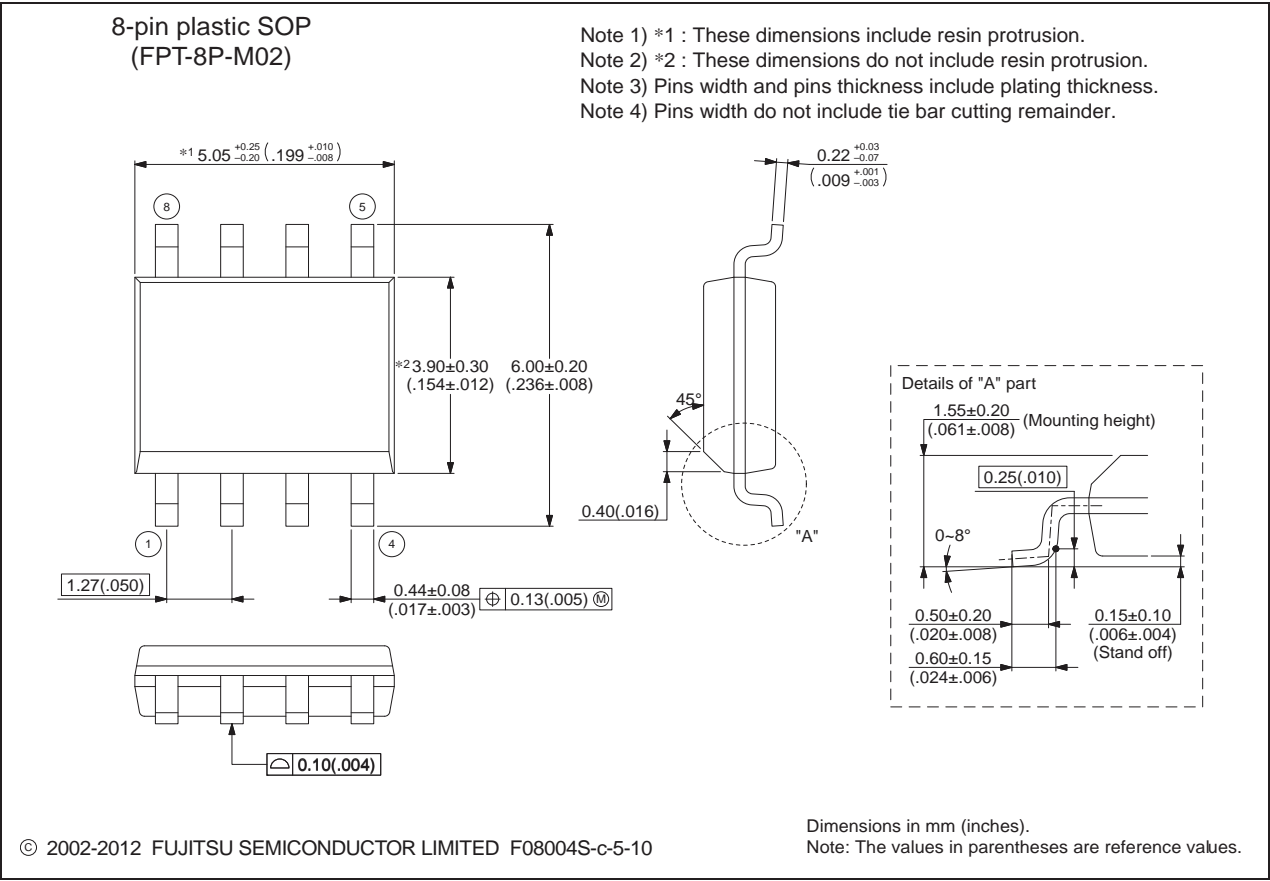 8-pin plastic SOP
(FPT-8P-M02)
Note 1) *1 : These dimensions include resin protrusion.
Note 2) *2 : These dimensions do not include resin protrusion.
Note 3) Pins width and pins thickness include plating thickness.
Note 4) Pins width do not include tie bar cutting remainder.
*1 5.05 +0.25 –0.20 (.199 +.010 –.008)
0.22 +0.03 –0.07
(.009 +.001 –.003)
8
5
*2 3.90±0.30
(.154±.012)
6.00±0.20
(.236±.008)
45°
0.40(.016)
"A"
Details of "A" part
1.55±0.20
(.061±.008)
(Mounting height)
0.25(.010)
0~8°
0.50±0.20
(.020±.008)
0.60±0.15
(.024±.006)
0.15±0.10
(.006±.004)
(Stand off)
1
4
1.27(.050)
0.44±0.08
(.017±.003)
⌖ 0.13(.005) Ⓜ
⌓ 0.10(.004)
© 2002-2012 FUJITSU SEMICONDUCTOR LIMITED F08004S-c-5-10
Dimensions in mm (inches).
Note: The values in parentheses are reference values.